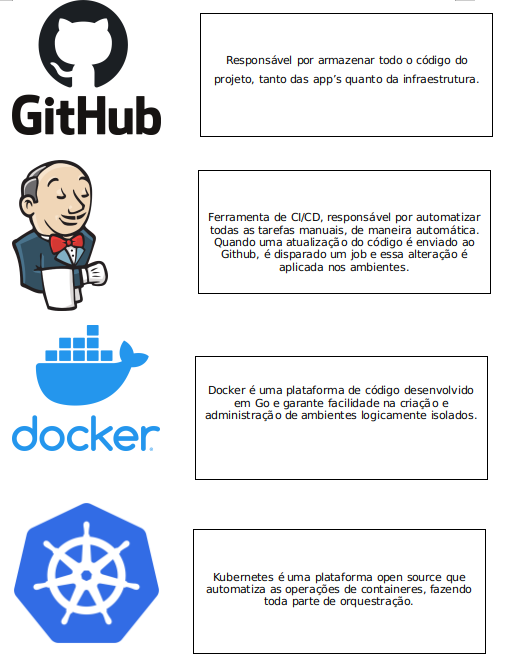 GitHub
Responsável por armazenar todo o código do
projeto, tanto das app’s quanto da infraestrutura.
Ferramenta de CI/CD, responsável por automatizar
todas as tarefas manuais, de maneira automática.
Quando uma atualização do código é enviado ao
Github, é disparado um job e essa alteração é
aplicada nos ambientes.
docker
Docker é uma plataforma de código desenvolvido
em Go e garante facilidade na criação e
administração de ambientes logicamente isolados.
Kubernetes é uma plataforma open source que
automatiza as operações de containeres, fazendo
toda parte de orquestração.